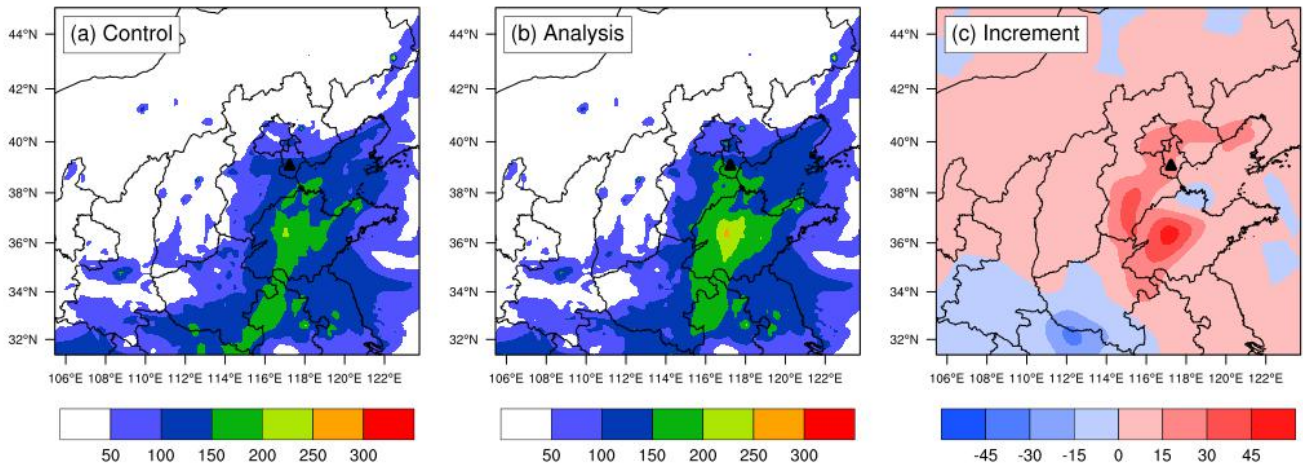 (a) Control
44°N
42°N
40°N
38°N
36°N
34°N
32°N
106°E 108°E 110°E 112°E 114°E 116°E 118°E 120°E 122°E
50 100 150 200 250 300
(b) Analysis
44°N
42°N
40°N
38°N
36°N
34°N
32°N
106°E 108°E 110°E 112°E 114°E 116°E 118°E 120°E 122°E
50 100 150 200 250 300
(c) Increment
44°N
42°N
40°N
38°N
36°N
34°N
32°N
106°E 108°E 110°E 112°E 114°E 116°E 118°E 120°E 122°E
-45 -30 -15 0 15 30 45